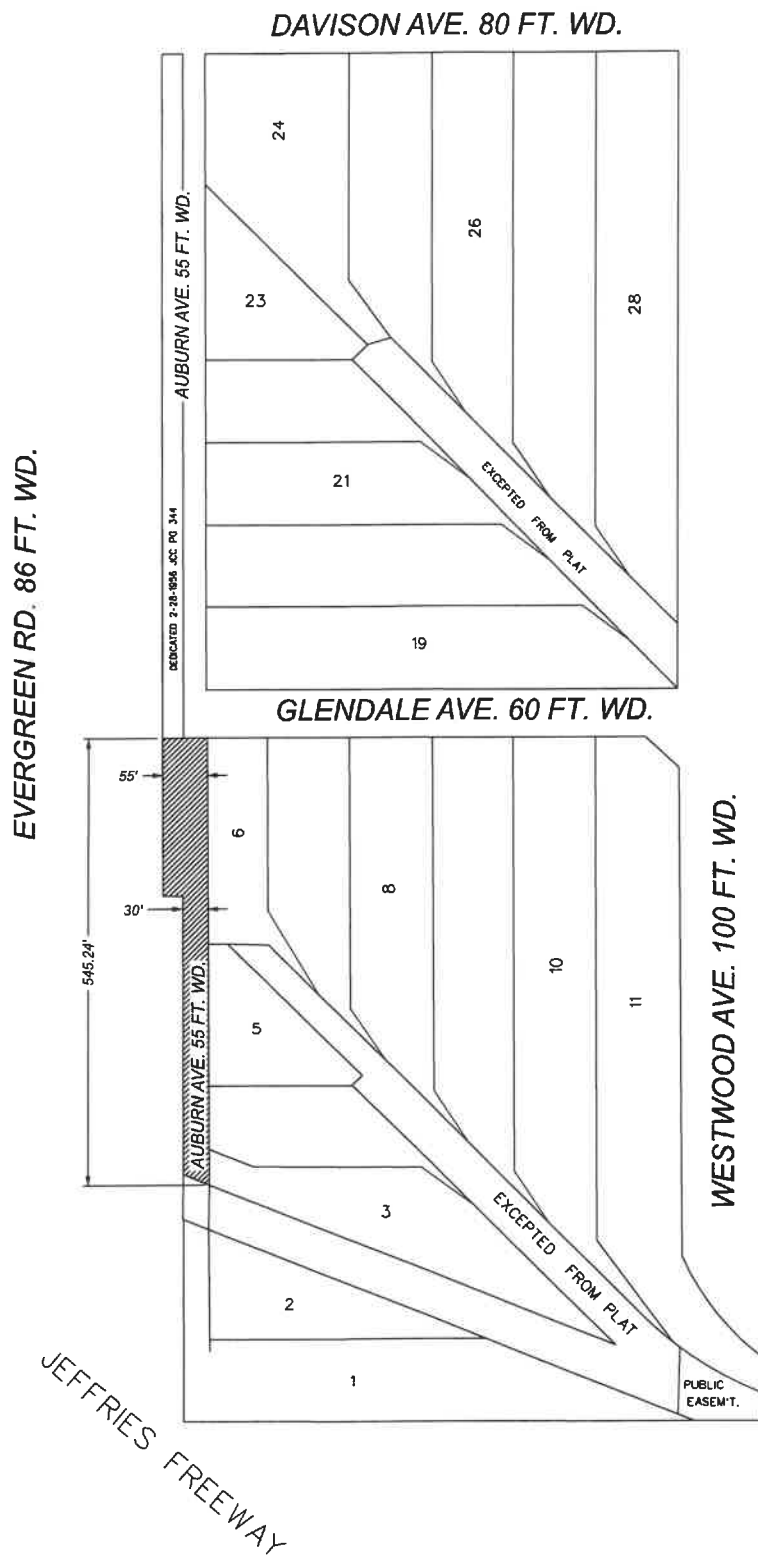 DAVISON AVE. 80 FT. WD.
24
26
28
AUBURN AVE. 55 FT. WD.
23
EXCEPTED FROM PLAT
21
DEDICATED 2-28-1956 JCC PG 344
19
EVERGREEN RD. 86 FT. WD.
GLENDALE AVE. 60 FT. WD.
55'
6
8
10
11
30'
545.24'
AUBURN AVE. 55 FT. WD.
5
WESTWOOD AVE. 100 FT. WD.
3
EXCEPTED FROM PLAT
2
1
PUBLIC
EASEM'T.
JEFFRIES FREEWAY